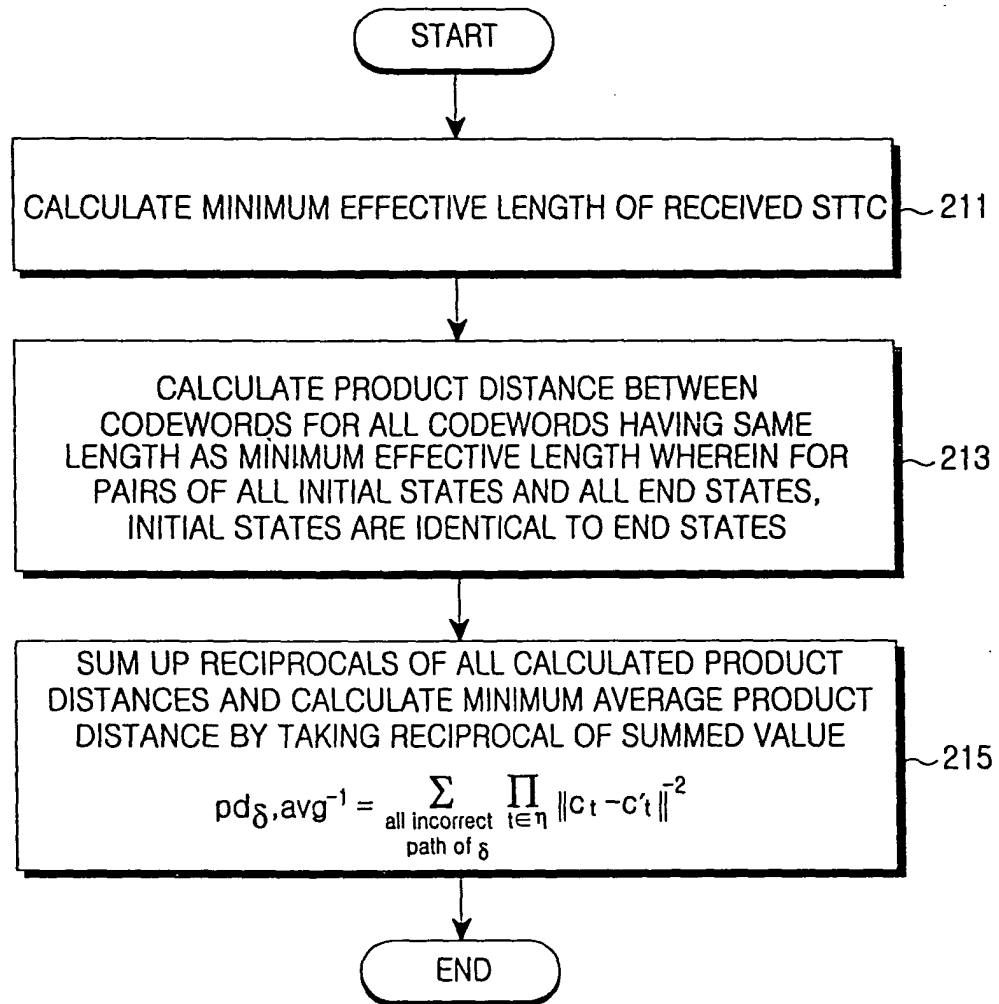 START
CALCULATE MINIMUM EFFECTIVE LENGTH OF RECEIVED STTC
211
CALCULATE PRODUCT DISTANCE BETWEEN
CODEWORDS FOR ALL CODEWORDS HAVING SAME
LENGTH AS MINIMUM EFFECTIVE LENGTH WHEREIN FOR
PAIRS OF ALL INITIAL STATES AND ALL END STATES,
INITIAL STATES ARE IDENTICAL TO END STATES
213
SUM UP RECIPROCALS OF ALL CALCULATED PRODUCT
DISTANCES AND CALCULATE MINIMUM AVERAGE PRODUCT
DISTANCE BY TAKING RECIPROCAL OF SUMMED VALUE
215
pd_δ,avg⁻¹ = Σ Π ‖c_t − c'_t‖⁻²
all incorrect t∈η
path of δ
END